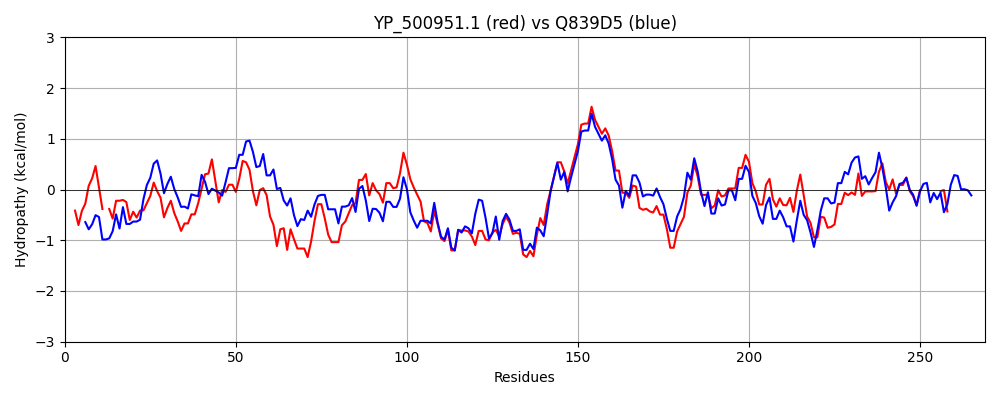 YP_500951.1 (red) vs Q839D5 (blue)
Hydropathy (kcal/mol)
3
2
1
0
−1
−2
−3
0 50 100 150 200 250
Residues